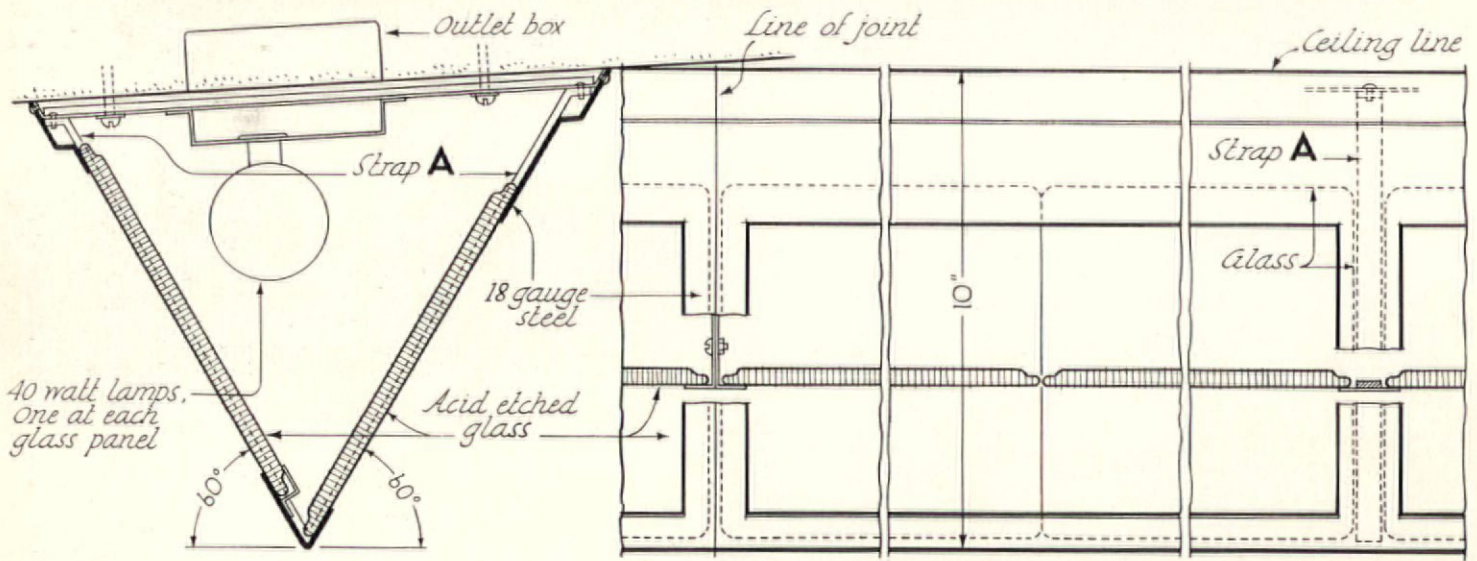 Outlet box
Line of joint
Ceiling line
Strap A
Strap A
Glass
10"
18 gauge
steel
40 watt lamps,
one at each
glass panel
Acid etched
glass
60°
60°